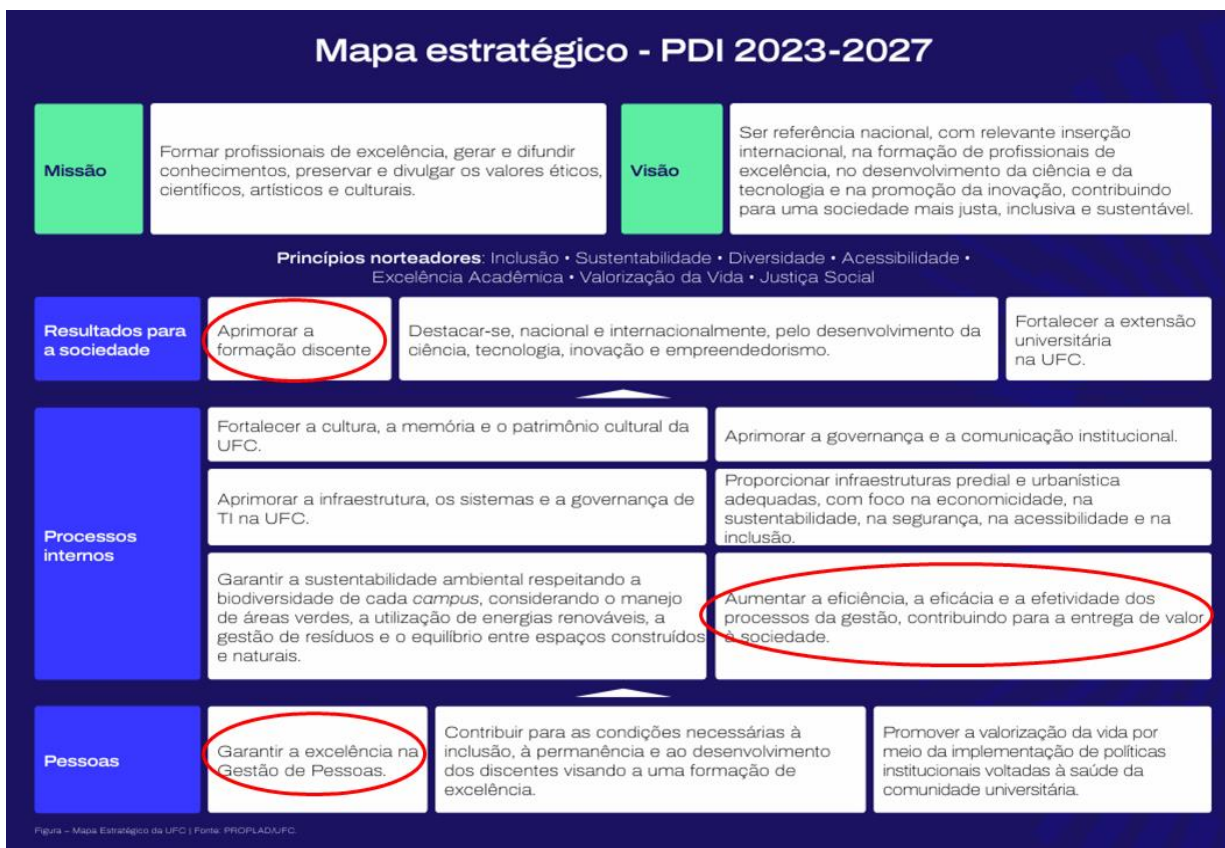 Mapa estratégico - PDI 2023-2027
Missão
Formar profissionais de excelência, gerar e difundir
conhecimentos, preservar e divulgar os valores éticos,
científicos, artísticos e culturais.
Visão
Ser referência nacional, com relevante inserção
internacional, na formação de profissionais de
excelência, no desenvolvimento da ciência e da
tecnologia e na promoção da inovação, contribuindo
para uma sociedade mais justa, inclusiva e sustentável.
Princípios norteadores: Inclusão • Sustentabilidade • Diversidade • Acessibilidade •
Excelência Acadêmica • Valorização da Vida • Justiça Social
Resultados para
a sociedade
Aprimorar a
formação discente
Destacar-se, nacional e internacionalmente, pelo desenvolvimento da
ciência, tecnologia, inovação e empreendedorismo.
Fortalecer a extensão
universitária
na UFC.
Processos
internos
Fortalecer a cultura, a memória e o patrimônio cultural da
UFC.
Aprimorar a governança e a comunicação institucional.
Aprimorar a infraestrutura, os sistemas e a governança de
TI na UFC.
Proporcionar infraestruturas predial e urbanística
adequadas, com foco na economicidade, na
sustentabilidade, na segurança, na acessibilidade e na
inclusão.
Garantir a sustentabilidade ambiental respeitando a
biodiversidade de cada campus, considerando o manejo
de áreas verdes, a utilização de energias renováveis, a
gestão de resíduos e o equilíbrio entre espaços construídos
e naturais.
Aumentar a eficiência, a eficácia e a efetividade dos
processos da gestão, contribuindo para a entrega de valor
à sociedade.
Pessoas
Garantir a excelência na
Gestão de Pessoas.
Contribuir para as condições necessárias à
inclusão, à permanência e ao desenvolvimento
dos discentes visando a uma formação de
excelência.
Promover a valorização da vida por
meio da implementação de políticas
institucionais voltadas à saúde da
comunidade universitária.
Figura – Mapa Estratégico da UFC | Fonte: PROPLAD/UFC.